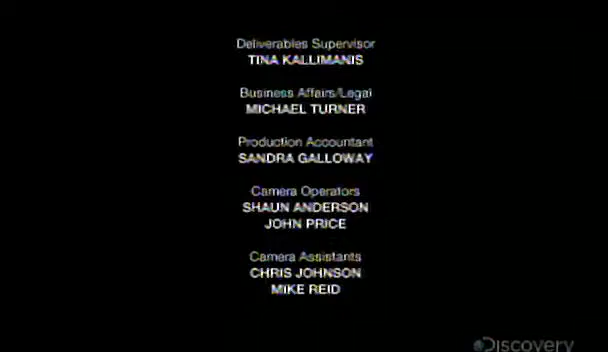 Deliverables Supervisor
TINA KALLIMANIS
Business Affairs/Legal
MICHAEL TURNER
Production Accountant
SANDRA GALLOWAY
Camera Operators
SHAUN ANDERSON
JOHN PRICE
Camera Assistants
CHRIS JOHNSON
MIKE REID
Discovery